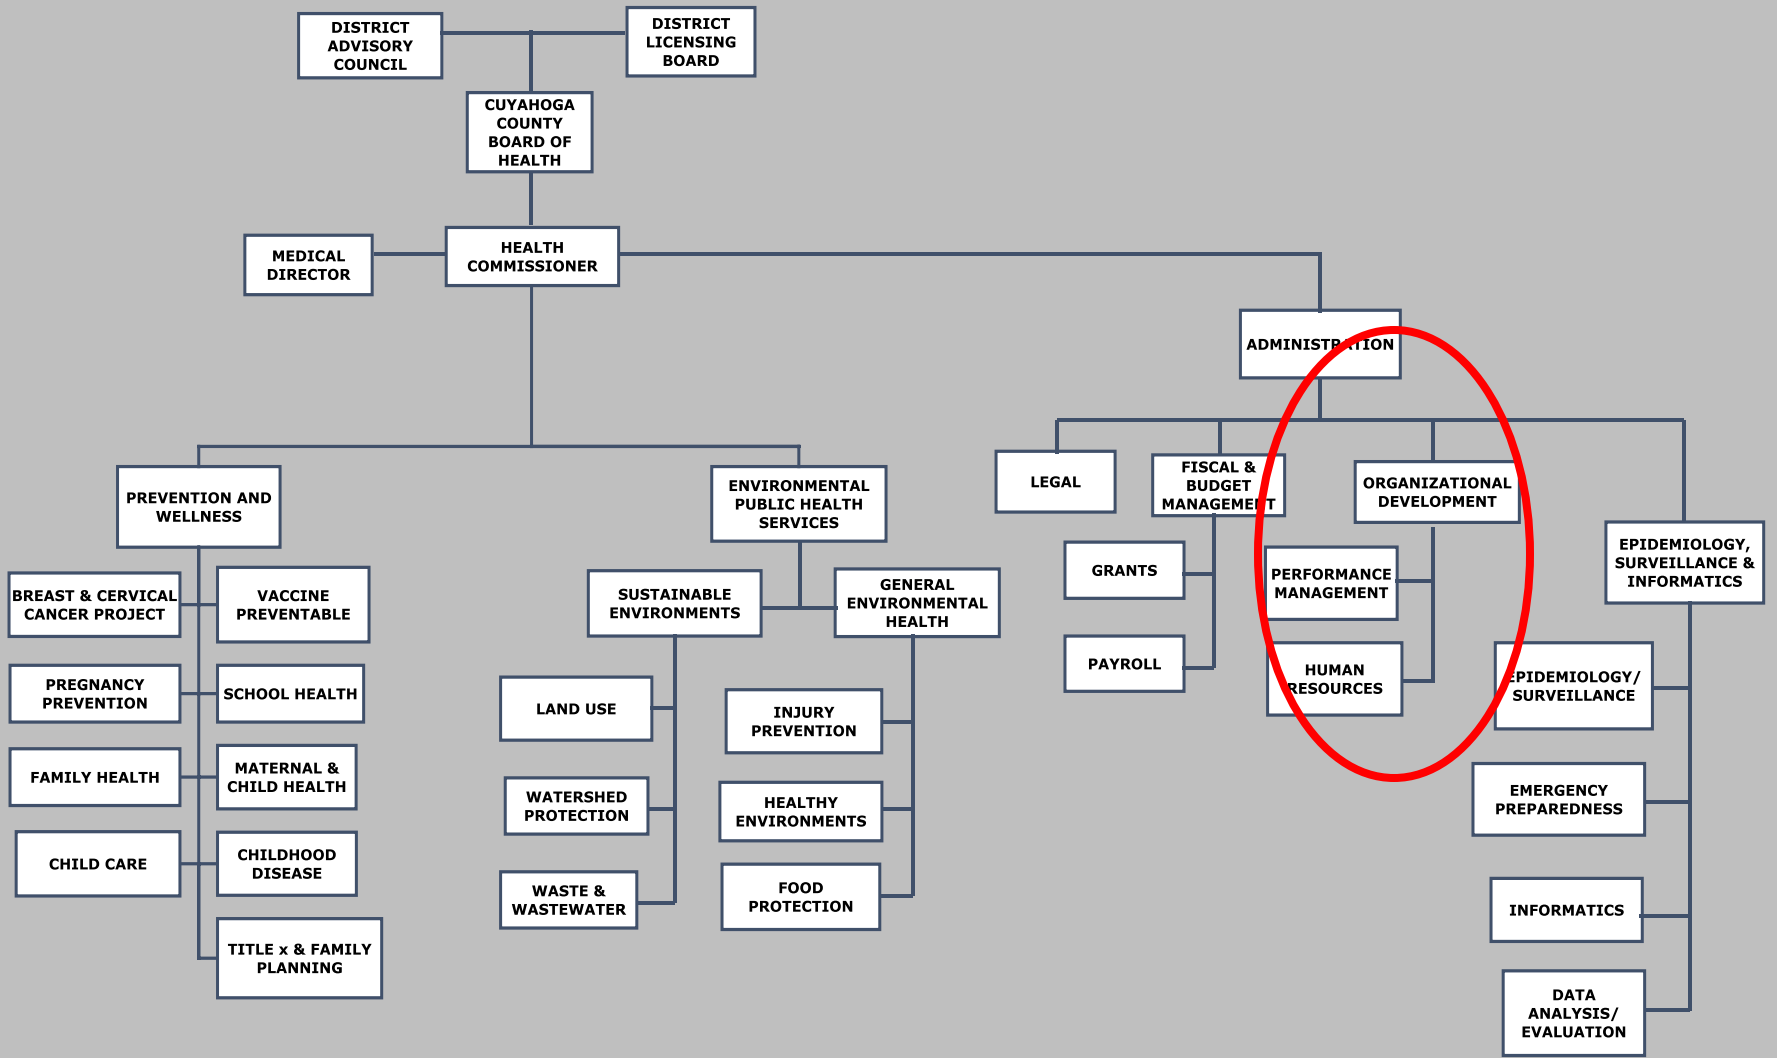 DISTRICT
ADVISORY
COUNCIL
DISTRICT
LICENSING
BOARD
CUYAHOGA
COUNTY
BOARD OF
HEALTH
MEDICAL
DIRECTOR
HEALTH
COMMISSIONER
ADMINISTRATION
PREVENTION AND
WELLNESS
BREAST & CERVICAL
CANCER PROJECT
VACCINE
PREVENTABLE
PREGNANCY
PREVENTION
SCHOOL HEALTH
FAMILY HEALTH
MATERNAL &
CHILD HEALTH
CHILD CARE
CHILDHOOD
DISEASE
TITLE x & FAMILY
PLANNING
ENVIRONMENTAL
PUBLIC HEALTH
SERVICES
SUSTAINABLE
ENVIRONMENTS
LAND USE
WATERSHED
PROTECTION
WASTE &
WASTEWATER
GENERAL
ENVIRONMENTAL
HEALTH
INJURY
PREVENTION
HEALTHY
ENVIRONMENTS
FOOD
PROTECTION
LEGAL
FISCAL &
BUDGET
MANAGEMENT
GRANTS
PAYROLL
ORGANIZATIONAL
DEVELOPMENT
PERFORMANCE
MANAGEMENT
HUMAN
RESOURCES
EPIDEMIOLOGY,
SURVEILLANCE &
INFORMATICS
EPIDEMIOLOGY/
SURVEILLANCE
EMERGENCY
PREPAREDNESS
INFORMATICS
DATA
ANALYSIS/
EVALUATION